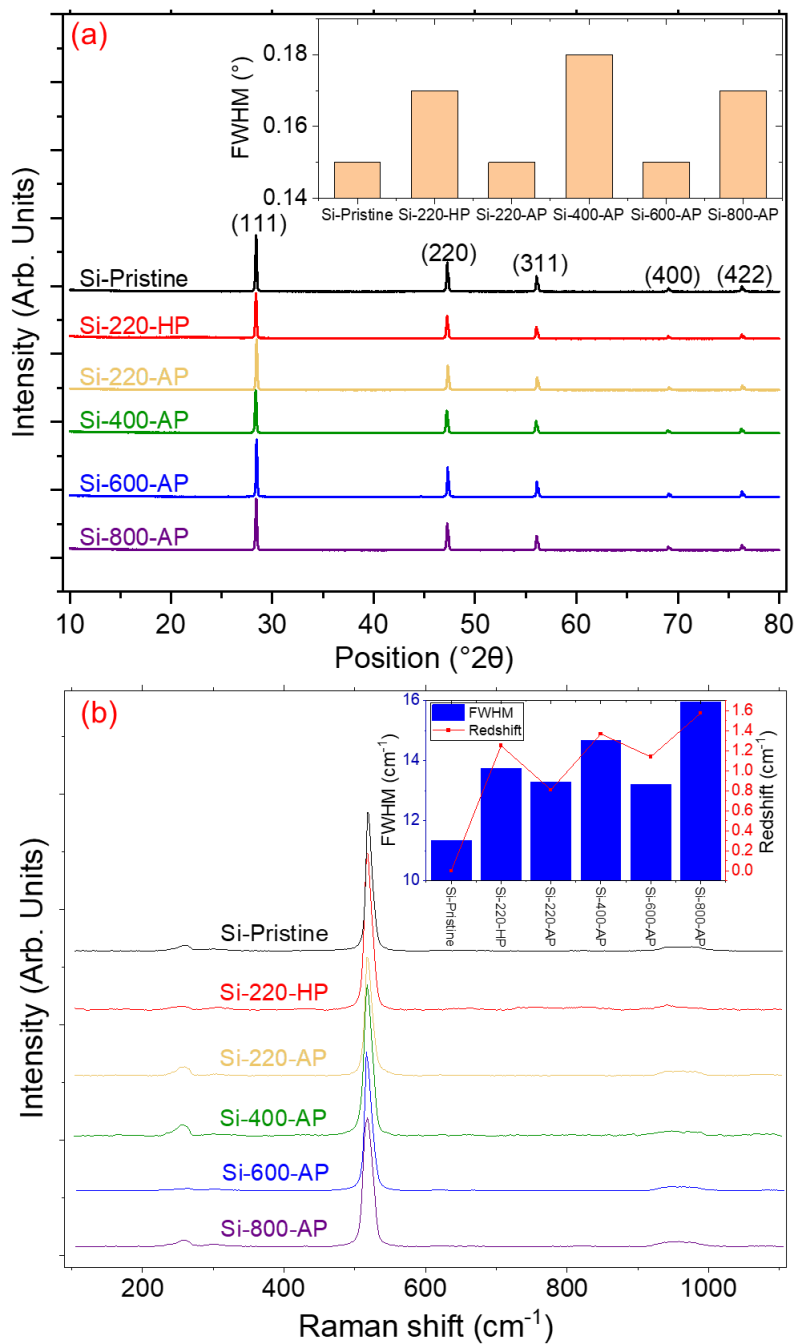 (a)
FWHM (°)
0.18
0.16
0.14
Si-Pristine
Si-220-HP
Si-220-AP
Si-400-AP
Si-600-AP
Si-800-AP
Intensity (Arb. Units)
(111)
(220)
(311)
(400)
(422)
Si-Pristine
Si-220-HP
Si-220-AP
Si-400-AP
Si-600-AP
Si-800-AP
10 20 30 40 50 60 70 80
Position (°2θ)
(b)
FWHM
Redshift
FWHM (cm⁻¹)
16
14
12
10
Redshift (cm⁻¹)
1.6
1.4
1.2
1.0
0.8
0.6
0.4
0.2
0.0
Si-Pristine
Si-220-HP
Si-220-AP
Si-400-AP
Si-600-AP
Si-800-AP
Intensity (Arb. Units)
Si-Pristine
Si-220-HP
Si-220-AP
Si-400-AP
Si-600-AP
Si-800-AP
200 400 600 800 1000
Raman shift (cm⁻¹)